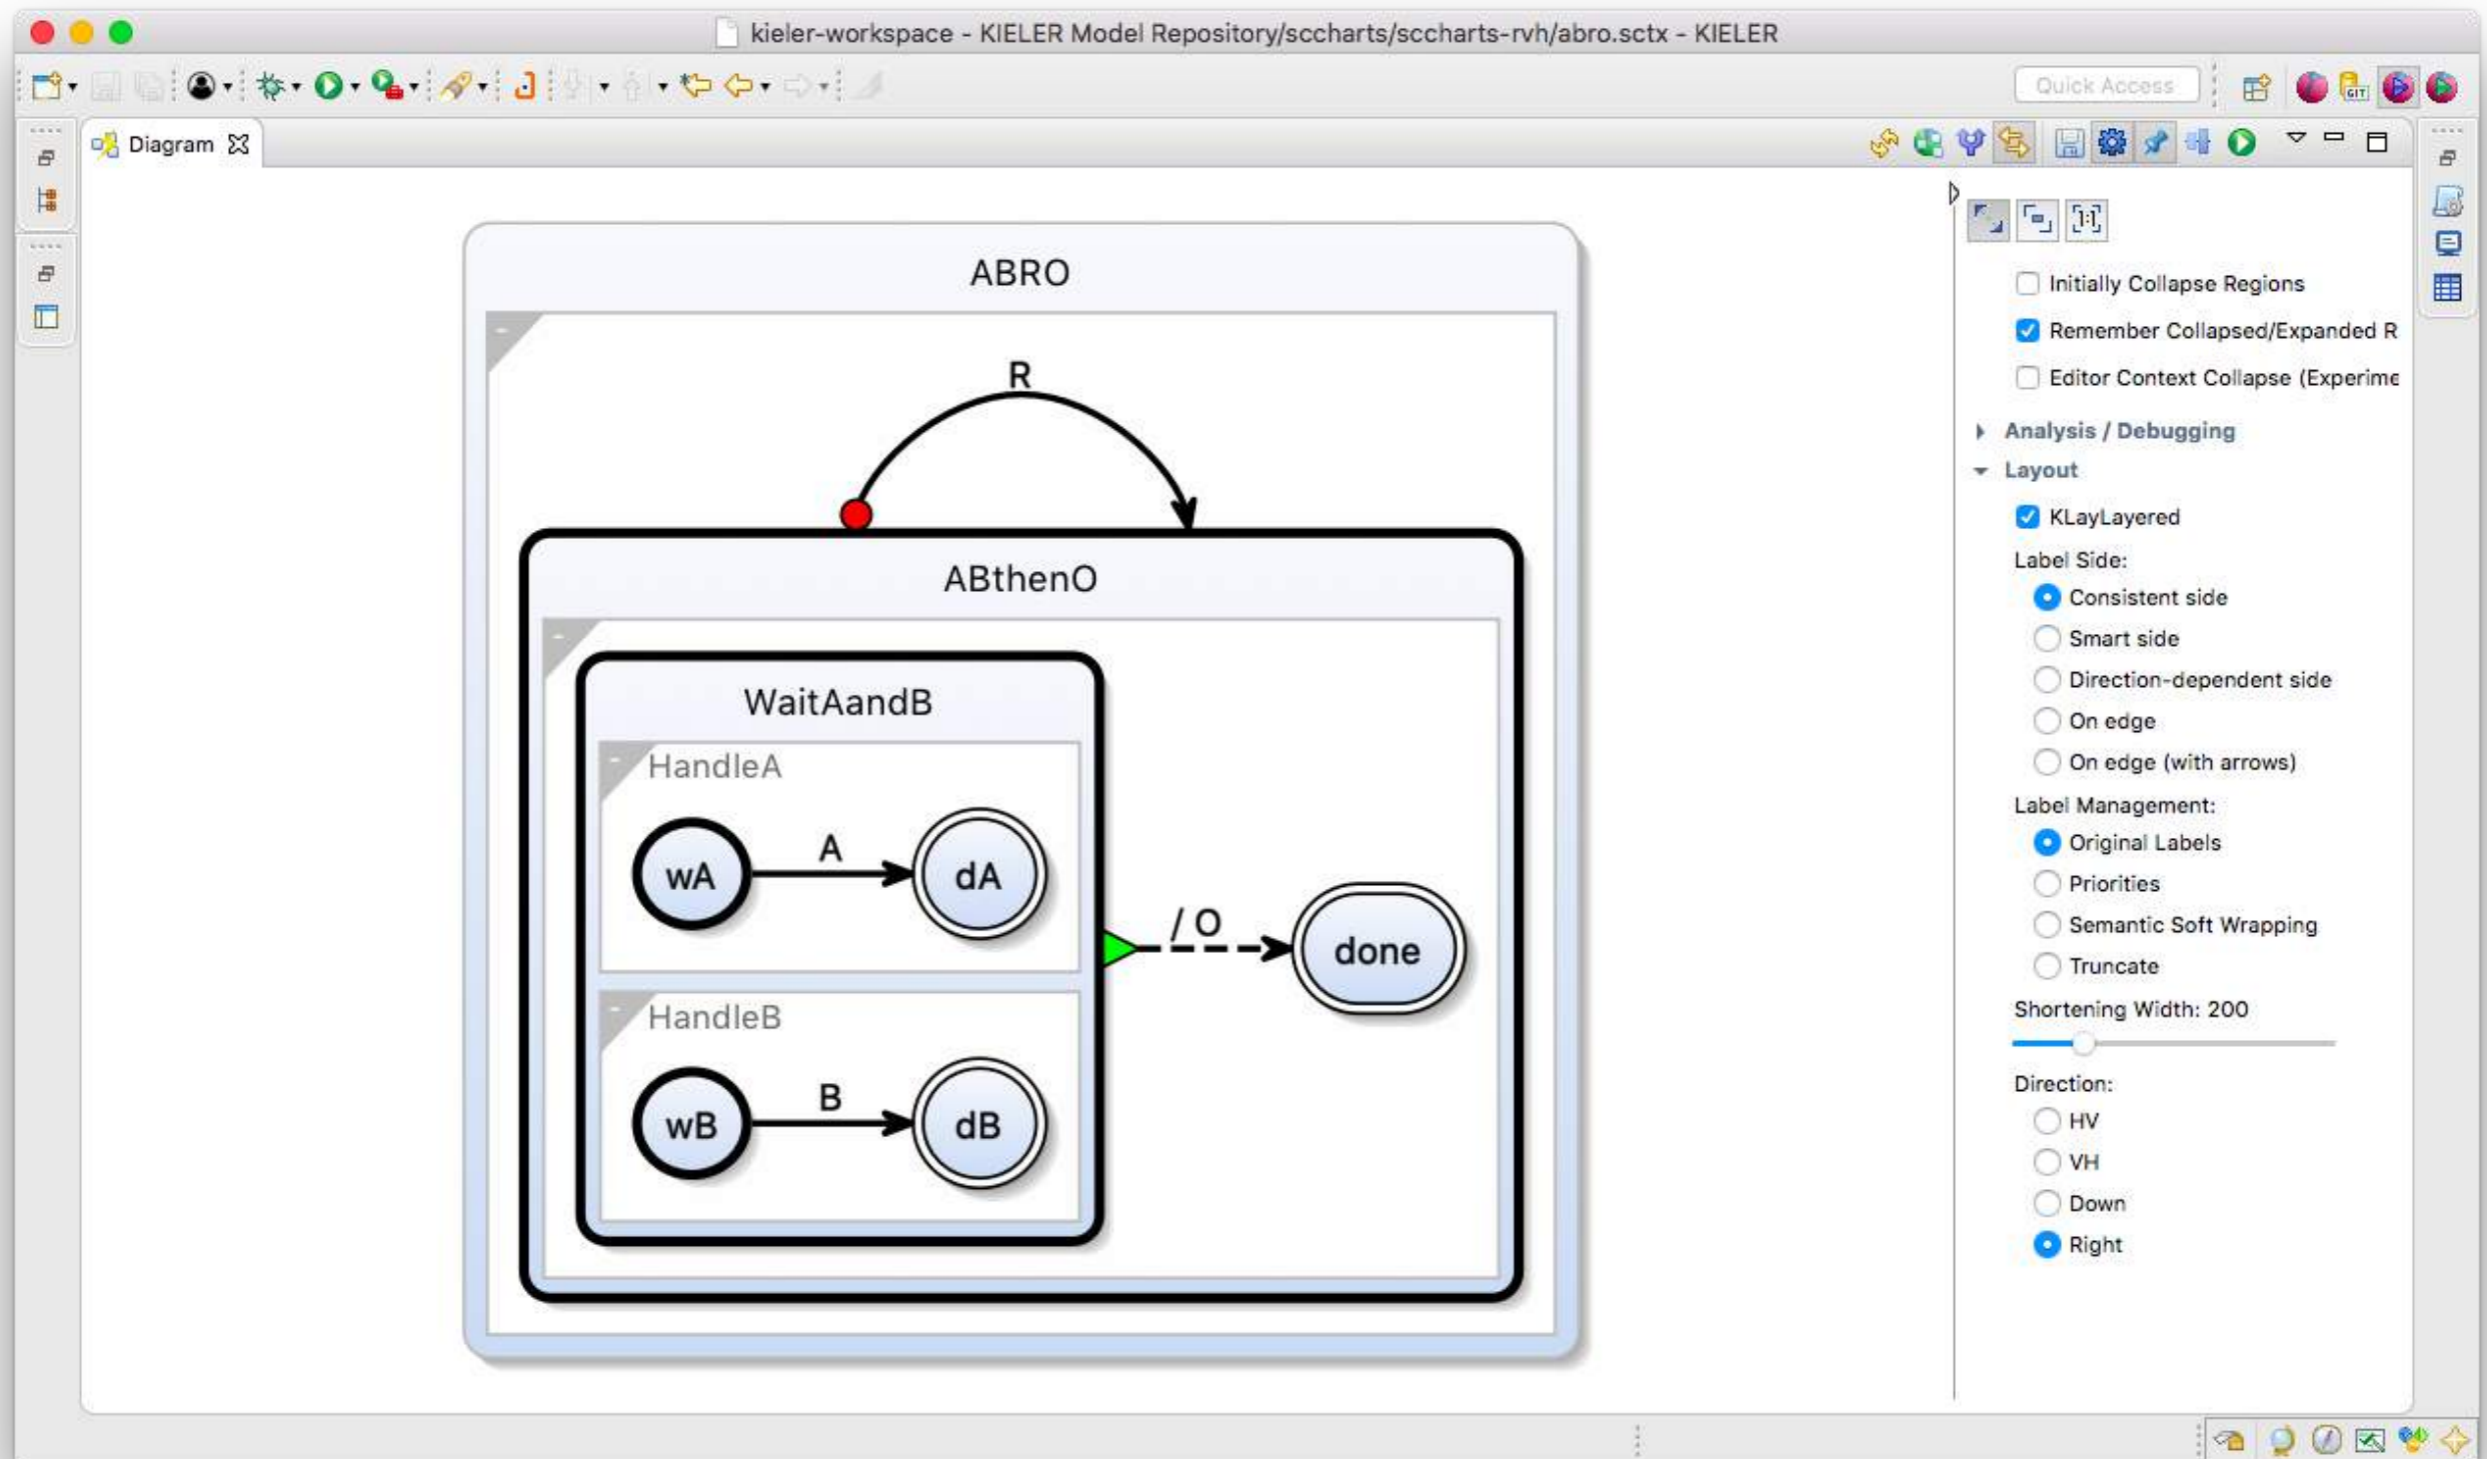 kieler-workspace - KIELER Model Repository/sccharts/sccharts-rvh/abro.sctx - KIELER
Quick Access
GIT
Diagram
1:1
ABRO
Initially Collapse Regions
Remember Collapsed/Expanded R
R
Editor Context Collapse (Experime
Analysis / Debugging
Layout
KLayLayered
ABthenO
Label Side:
Consistent side
Smart side
Direction-dependent side
On edge
On edge (with arrows)
WaitAandB
HandleA
A
wA
dA
/ O
done
HandleB
B
wB
dB
Label Management:
Original Labels
Priorities
Semantic Soft Wrapping
Truncate
Shortening Width: 200
Direction:
HV
VH
Down
Right